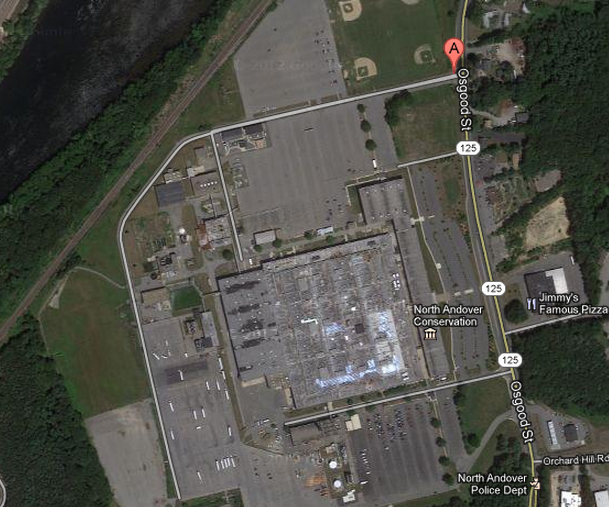 A
Osgood St
125
125
Jimmy's
Famous Pizza
North Andover
Conservation
125
Osgood St
Orchard Hill Rd
North Andover
Police Dept